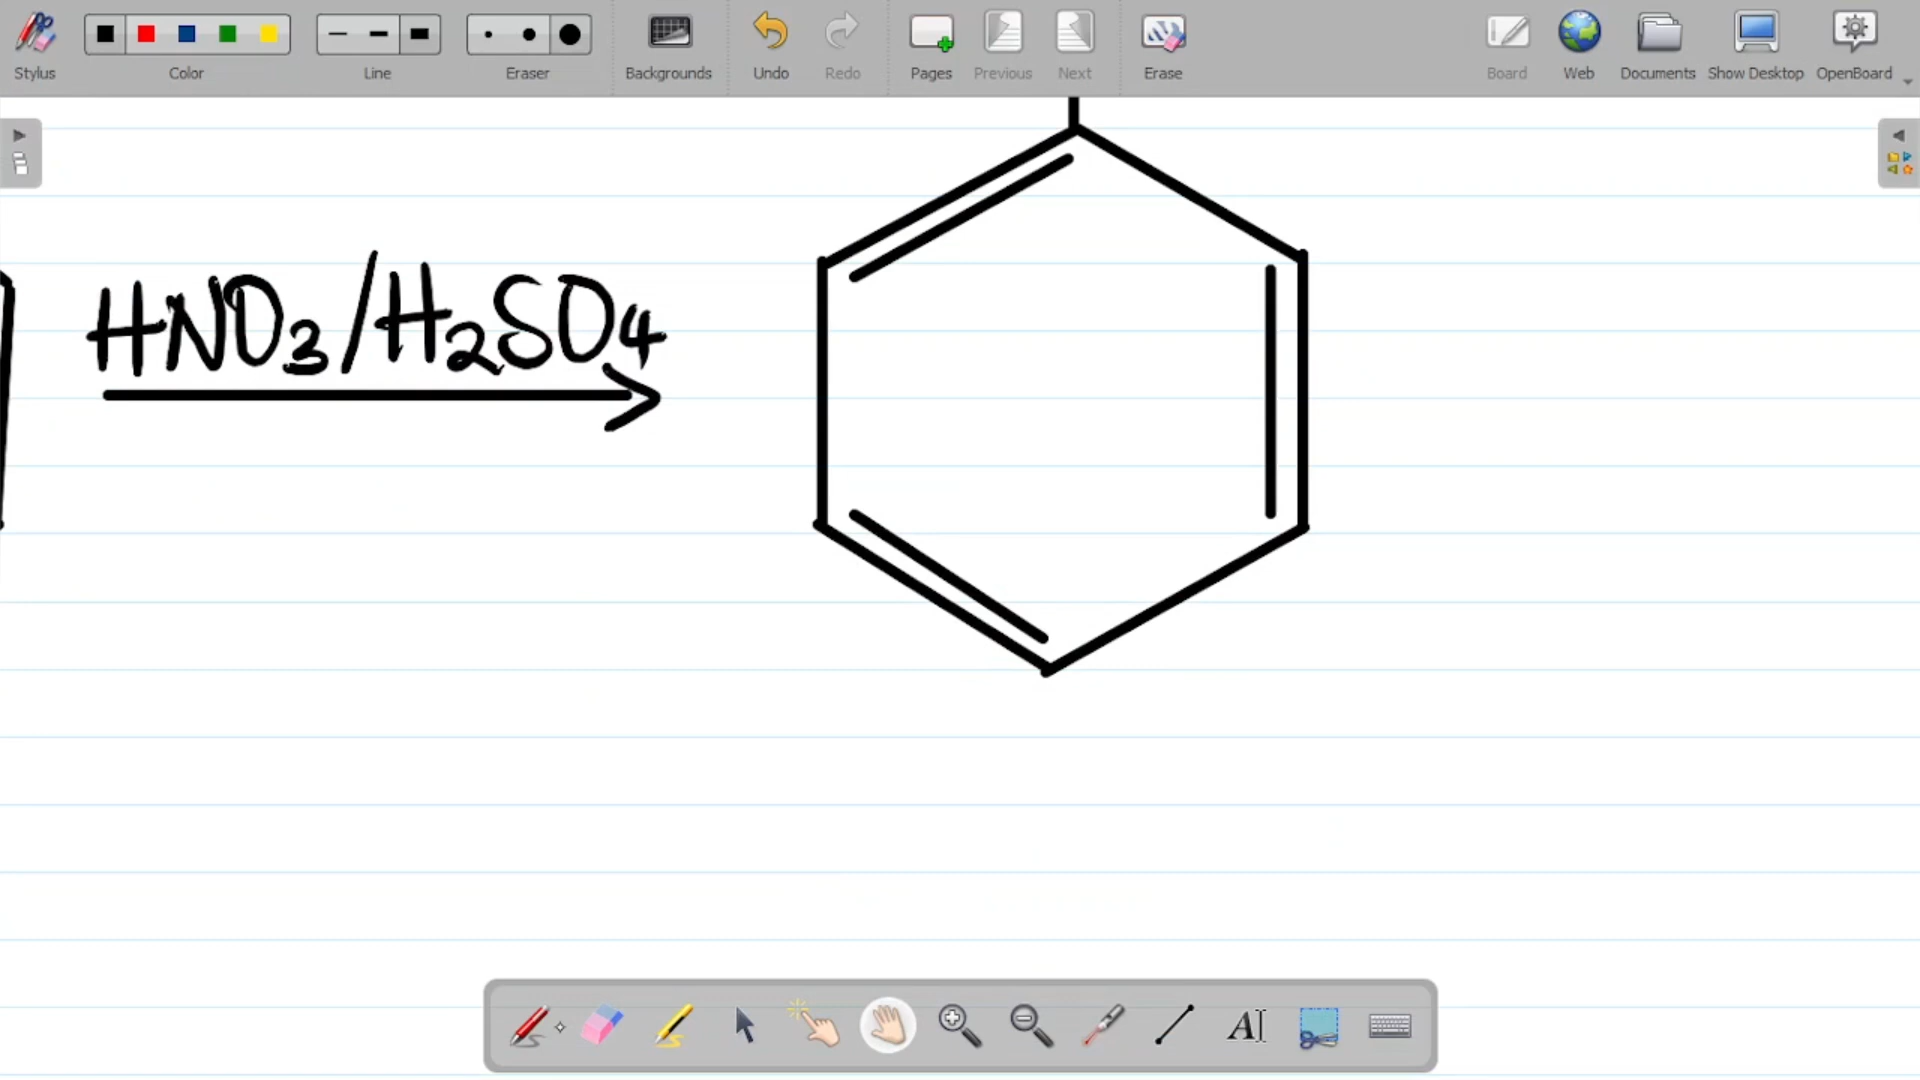 Stylus Color Line Eraser Backgrounds Undo Redo Pages Previous Next Erase Board Web Documents Show Desktop OpenBoard
HNO₃/H₂SO₄
A